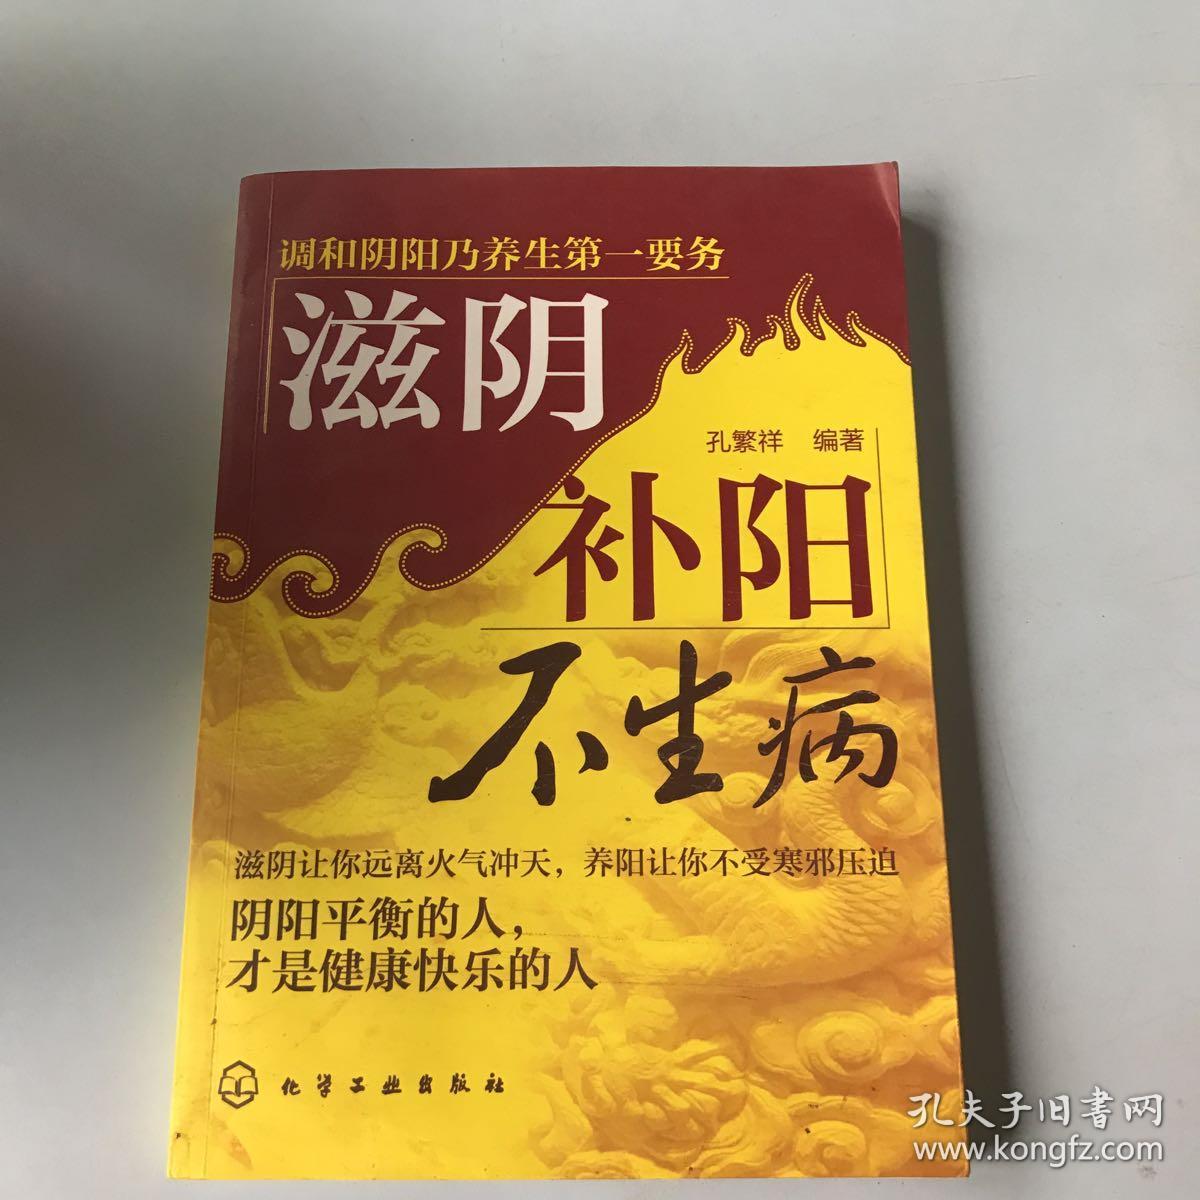 调和阴阳乃养生第一要务
滋阴
孔繁祥 编著
补阳
不生病
滋阴让你远离火气冲天，养阳让你不受寒邪压迫
阴阳平衡的人，
才是健康快乐的人
化学工业出版社
孔夫子旧书网
www.kongfz.com